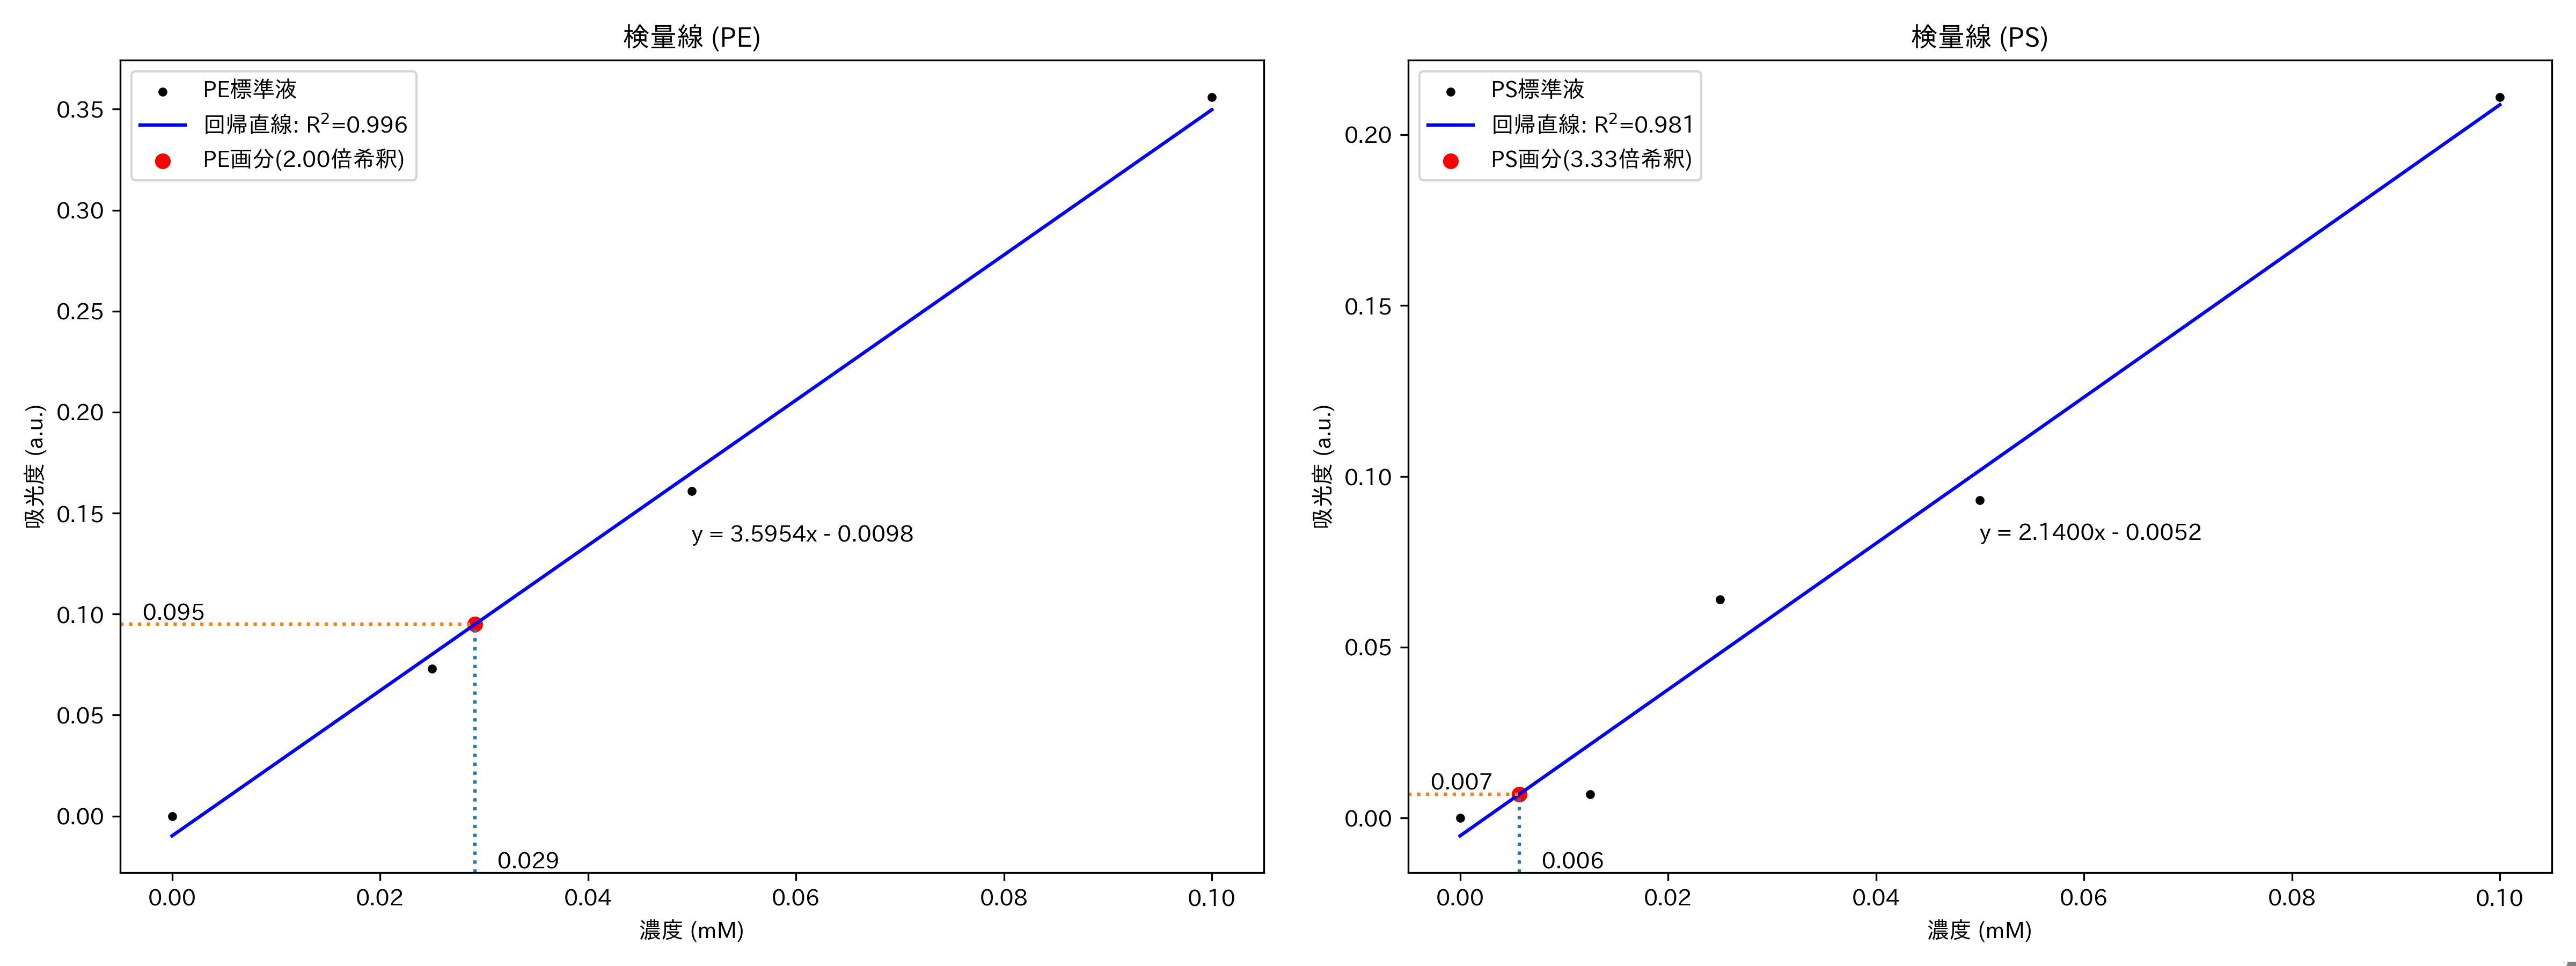 検量線 (PE)
PE標準液
回帰直線: R²=0.996
PE画分(2.00倍希釈)
0.35
0.30
0.25
0.20
0.15
0.10
0.05
0.00
吸光度 (a.u.)
y = 3.5954x - 0.0098
0.095
0.029
0.00 0.02 0.04 0.06 0.08 0.10
濃度 (mM)
検量線 (PS)
PS標準液
回帰直線: R²=0.981
PS画分(3.33倍希釈)
0.20
0.15
0.10
0.05
0.00
吸光度 (a.u.)
y = 2.1400x - 0.0052
0.007
0.006
0.00 0.02 0.04 0.06 0.08 0.10
濃度 (mM)